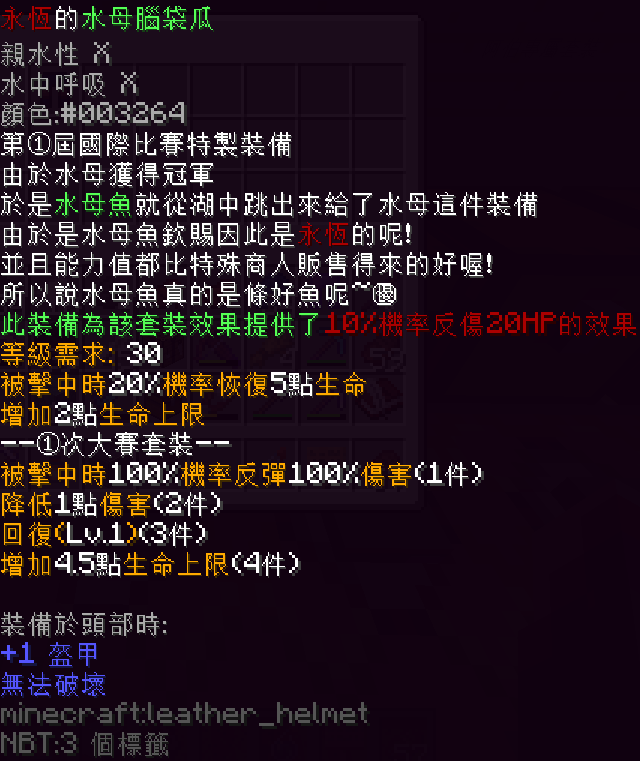 永恆的水母腦袋瓜
親水性 X
水中呼吸 X
顏色:#003264
第①屆國際比賽特製裝備
由於水母獲得冠軍
於是水母魚就從湖中跳出來給了水母這件裝備
由於是水母魚欽賜因此是永恆的呢!
並且能力值都比特殊商人販售得來的好喔!
所以說水母魚真的是條好魚呢~㊝
此裝備為該套裝效果提供了10%機率反傷20HP的效果
等級需求: 30
被擊中時20%機率恢復5點生命
增加2點生命上限
--①次大賽套裝--
被擊中時100%機率反彈100%傷害(1件)
降低1點傷害(2件)
回復(Lv.1)(3件)
增加4.5點生命上限(4件)
裝備於頭部時:
+1 盔甲
無法破壞
minecraft:leather_helmet
NBT:3 個標籤
59